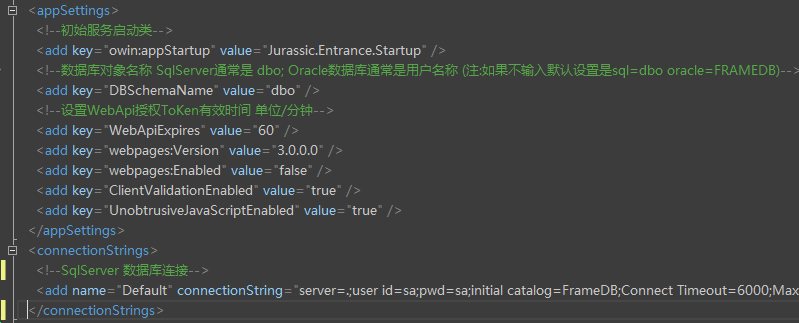 <appSettings>
<!--初始服务启动类-->
<add key="owin:appStartup" value="Jurassic.Entrance.Startup" />
<!--数据库对象名称 SqlServer通常是 dbo; Oracle数据库通常是用户名称 (注:如果不输入默认设置是sql=dbo oracle=FRAMEDB)-->
<add key="DBSchemaName" value="dbo" />
<!--设置WebApi授权ToKen有效时间 单位/分钟-->
<add key="WebApiExpires" value="60" />
<add key="webpages:Version" value="3.0.0.0" />
<add key="webpages:Enabled" value="false" />
<add key="ClientValidationEnabled" value="true" />
<add key="UnobtrusiveJavaScriptEnabled" value="true" />
</appSettings>
<connectionStrings>
<!--SqlServer 数据库连接-->
<add name="Default" connectionString="server=.;user id=sa;pwd=sa;initial catalog=FrameDB;Connect Timeout=6000;Max
</connectionStrings>